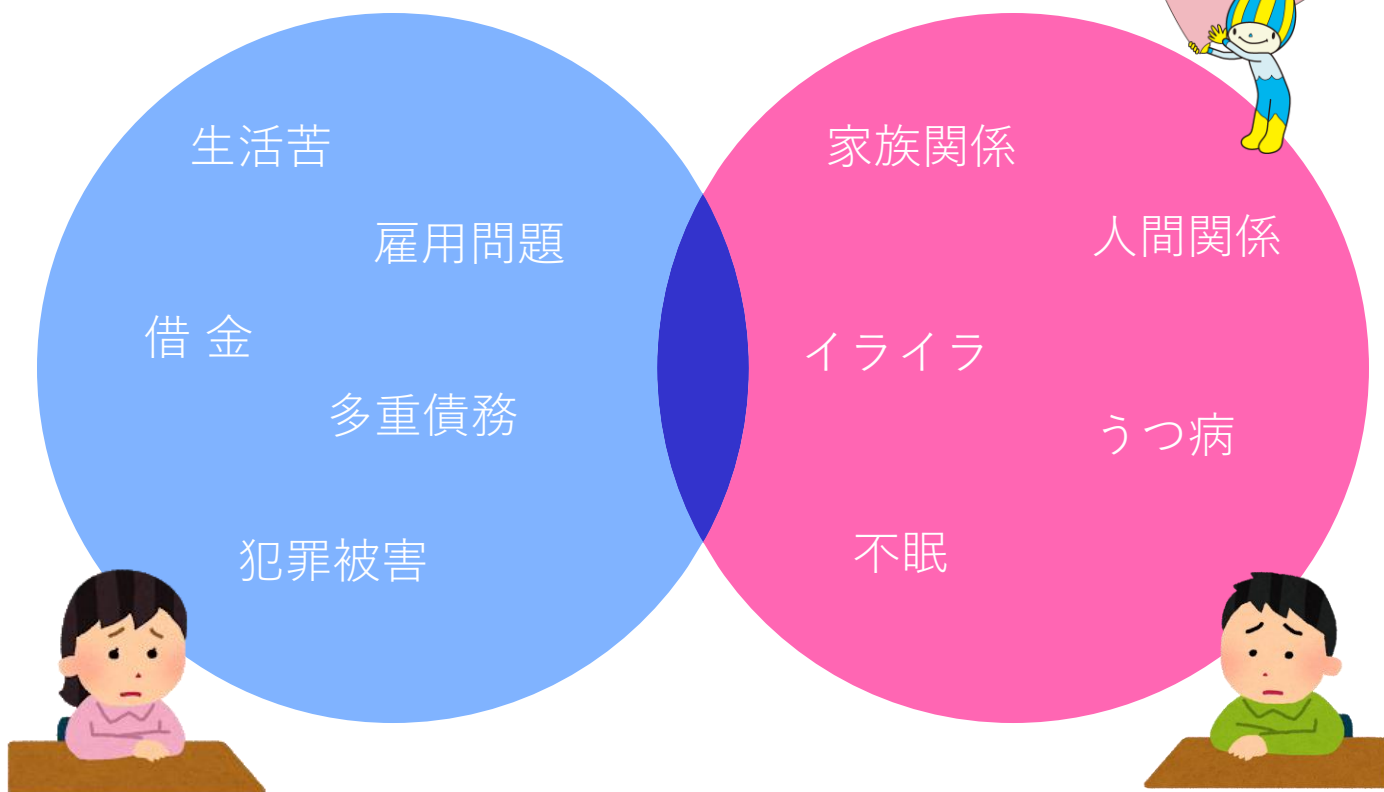 生活苦
雇用問題
借 金
多重債務
犯罪被害
家族関係
人間関係
イライラ
うつ病
不眠